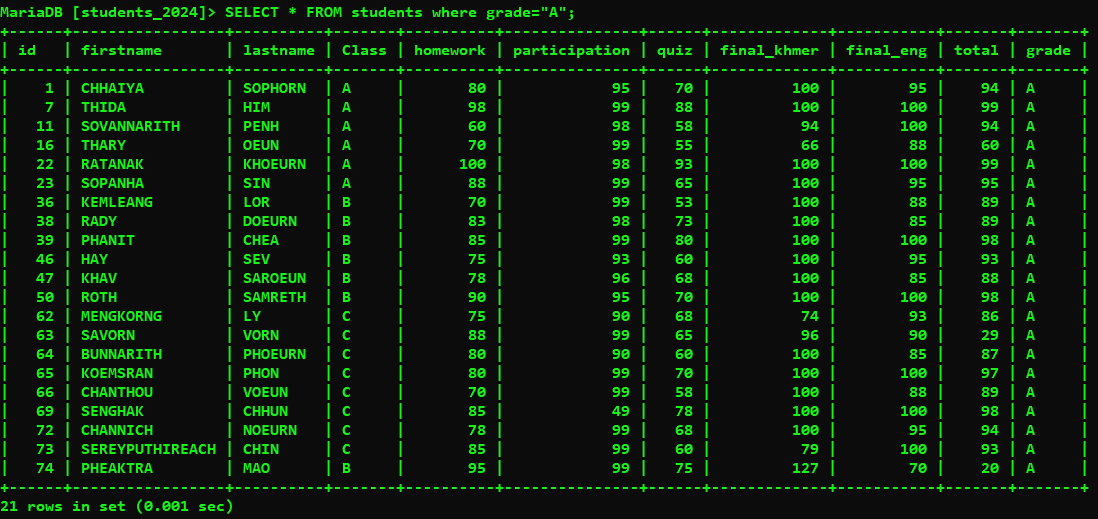 MariaDB [students_2024]> SELECT * FROM students where grade="A";
+------+----------------+----------+-------+----------+---------------+------+-------------+-----------+-------+-------+
| id   | firstname      | lastname | Class | homework | participation | quiz | final_khmer | final_eng | total | grade |
+------+----------------+----------+-------+----------+---------------+------+-------------+-----------+-------+-------+
|    1 | CHHAIYA        | SOPHORN  | A     |       80 |            95 |   70 |         100 |        95 |    94 | A     |
|    7 | THIDA          | HIM      | A     |       98 |            99 |   88 |         100 |       100 |    99 | A     |
|   11 | SOVANNARITH    | PENH     | A     |       60 |            98 |   58 |          94 |       100 |    94 | A     |
|   16 | THARY          | OEUN     | A     |       70 |            99 |   55 |          66 |        88 |    60 | A     |
|   22 | RATANAK        | KHOEURN  | A     |      100 |            98 |   93 |         100 |       100 |    99 | A     |
|   23 | SOPANHA        | SIN      | A     |       88 |            99 |   65 |         100 |        95 |    95 | A     |
|   36 | KEMLEANG       | LOR      | B     |       70 |            99 |   53 |         100 |        88 |    89 | A     |
|   38 | RADY           | DOEURN   | B     |       83 |            98 |   73 |         100 |        85 |    89 | A     |
|   39 | PHANIT         | CHEA     | B     |       85 |            99 |   80 |         100 |       100 |    98 | A     |
|   46 | HAY            | SEV      | B     |       75 |            93 |   60 |         100 |        95 |    93 | A     |
|   47 | KHAV           | SAROEUN  | B     |       78 |            96 |   68 |         100 |        85 |    88 | A     |
|   50 | ROTH           | SAMRETH  | B     |       90 |            95 |   70 |         100 |       100 |    98 | A     |
|   62 | MENGKORNG      | LY       | C     |       75 |            90 |   68 |          74 |        93 |    86 | A     |
|   63 | SAVORN         | VORN     | C     |       88 |            99 |   65 |          96 |        90 |    29 | A     |
|   64 | BUNNARITH      | PHOEURN  | C     |       80 |            90 |   60 |         100 |        85 |    87 | A     |
|   65 | KOEMSRAN       | PHON     | C     |       80 |            99 |   70 |         100 |       100 |    97 | A     |
|   66 | CHANTHOU       | VOEUN    | C     |       70 |            99 |   58 |         100 |        88 |    89 | A     |
|   69 | SENGHAK        | CHHUN    | C     |       85 |            49 |   78 |         100 |       100 |    98 | A     |
|   72 | CHANNICH       | NOEURN   | C     |       78 |            99 |   68 |         100 |        95 |    94 | A     |
|   73 | SEREYPUTHIREACH | CHIN     | C     |       85 |            99 |   60 |          79 |       100 |    93 | A     |
|   74 | PHEAKTRA       | MAO      | B     |       95 |            99 |   75 |         127 |        70 |    20 | A     |
+------+----------------+----------+-------+----------+---------------+------+-------------+-----------+-------+-------+
21 rows in set (0.001 sec)